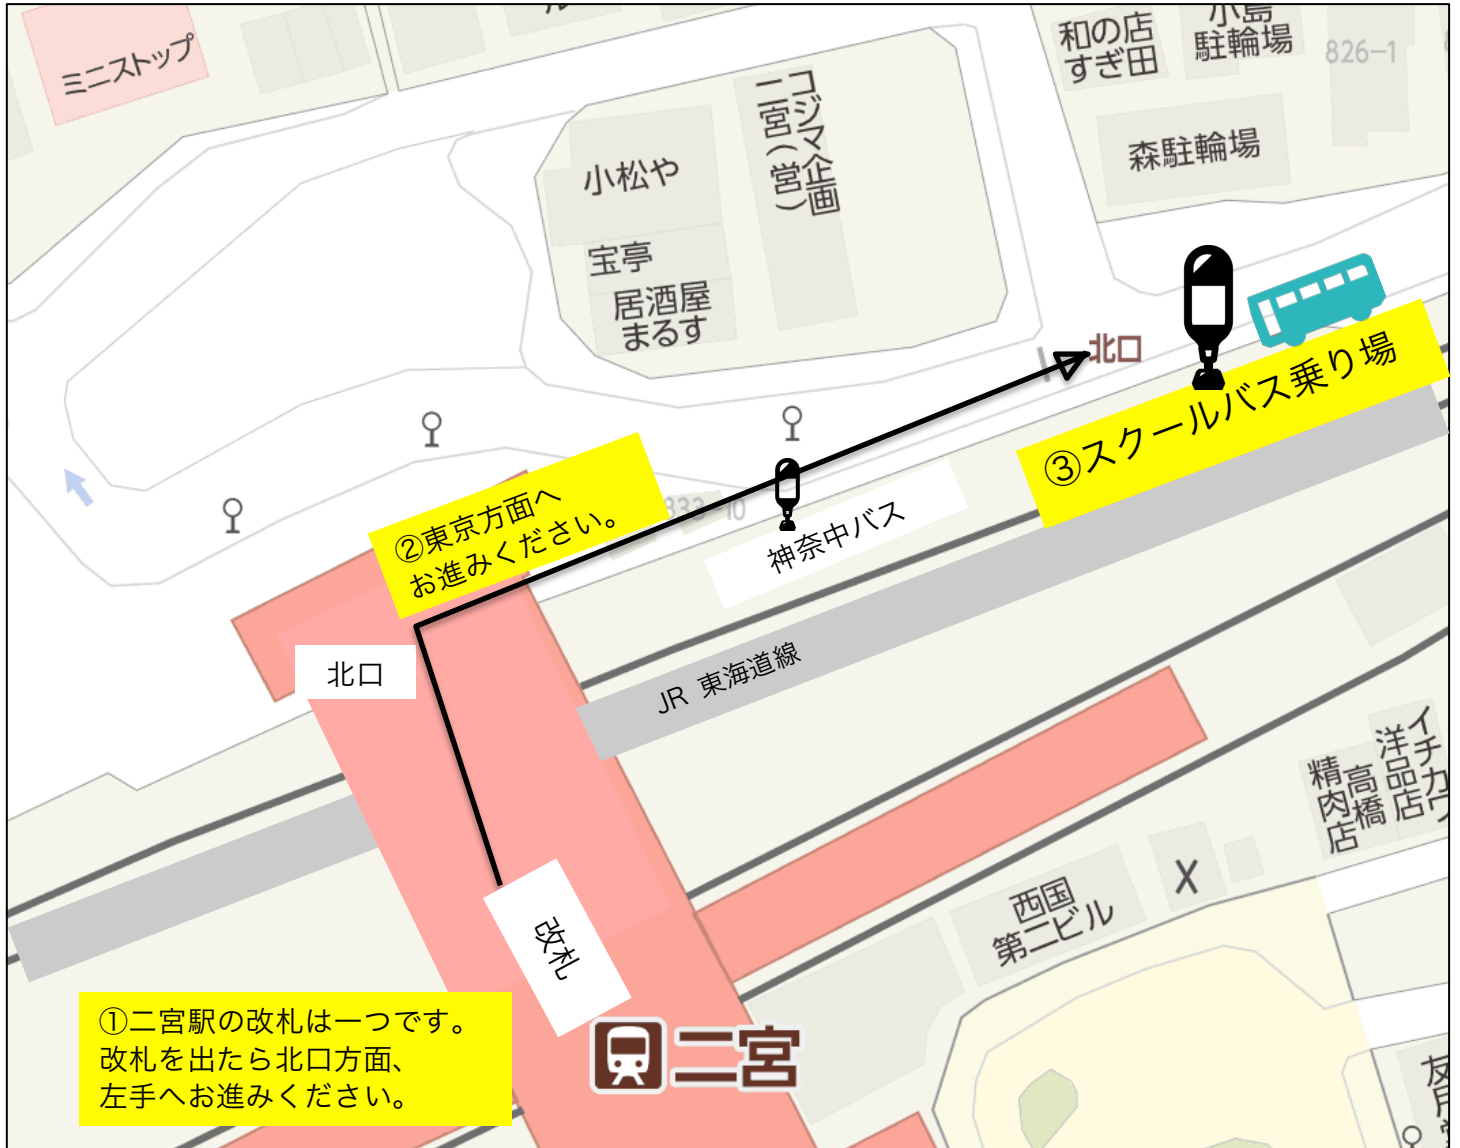 ミニストップ
ル
和の店
すぎ田
小島
駐輪場
826-1
森駐輪場
小松や
コジマ企画
二宮(営)
宝亭
居酒屋
まるす
北口
③スクールバス乗り場
②東京方面へ
お進みください。
833-10
神奈中バス
北口
JR 東海道線
改札
イチカワ
洋品店
高橋
精肉店
西国
第二ビル
①二宮駅の改札は一つです。
改札を出たら北口方面、
左手へお進みください。
二宮